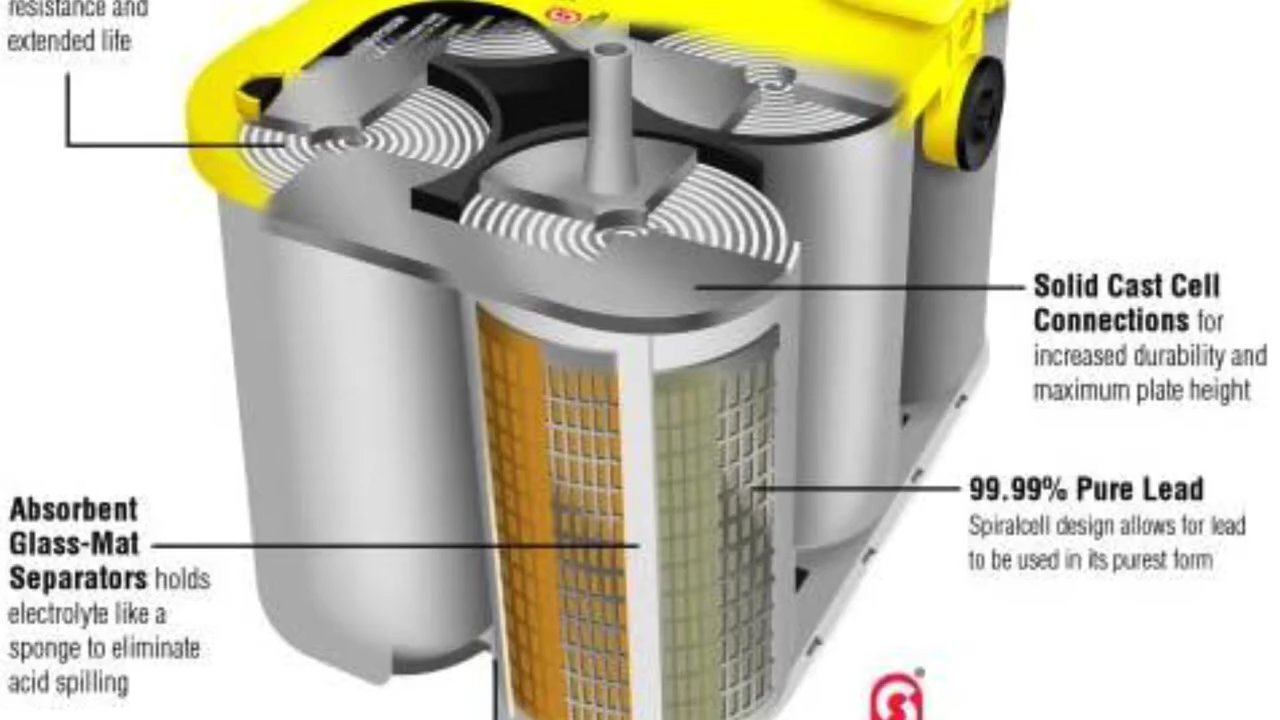 resistance and
extended life
Solid Cast Cell
Connections for
increased durability and
maximum plate height
99.99% Pure Lead
Spiralcell design allows for lead
to be used in its purest form
Absorbent
Glass-Mat
Separators holds
electrolyte like a
sponge to eliminate
acid spilling